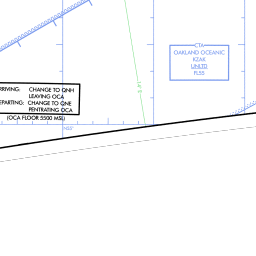 CTA
OAKLAND OCEANIC
KZAK
UNLTD
FL55
RRIVING: CHANGE TO QNH
LEAVING OCA
EPARTING: CHANGE TO QNE
PENTRATING OCA
(OCA FLOOR 5500 MSL)